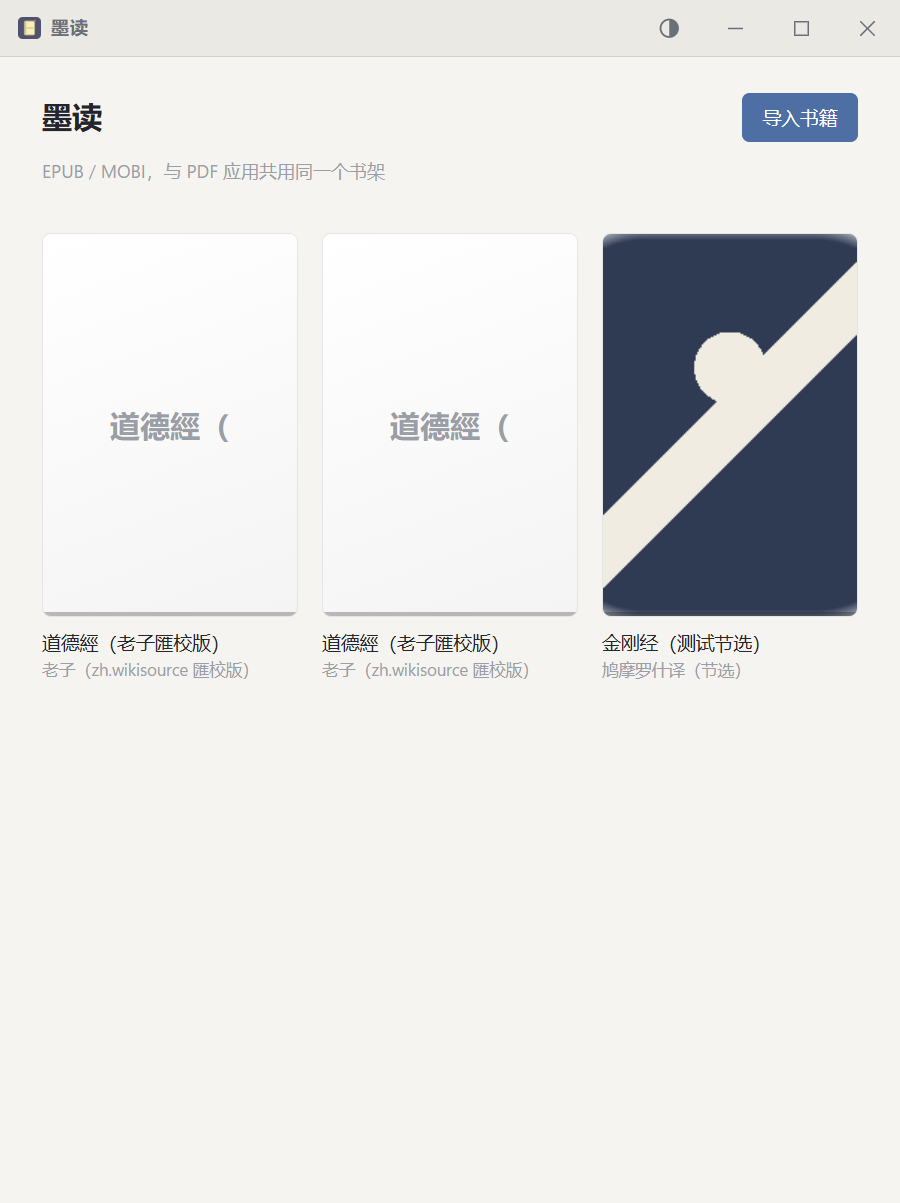 墨读
墨读
导入书籍
EPUB / MOBI，与 PDF 应用共用同一个书架
道德經（
道德經（
道德經（老子匯校版）
老子（zh.wikisource 匯校版）
道德經（老子匯校版）
老子（zh.wikisource 匯校版）
金刚经（测试节选）
鸠摩罗什译（节选）